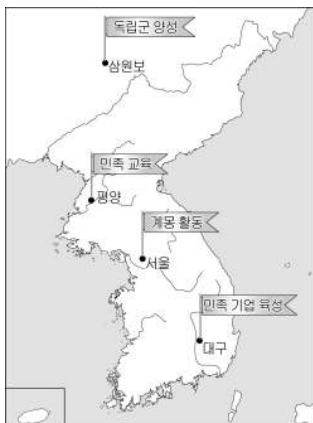 독립군 양성
삼원보
민족 교육
평양
계몽 활동
서울
민족 기업 육성
대구